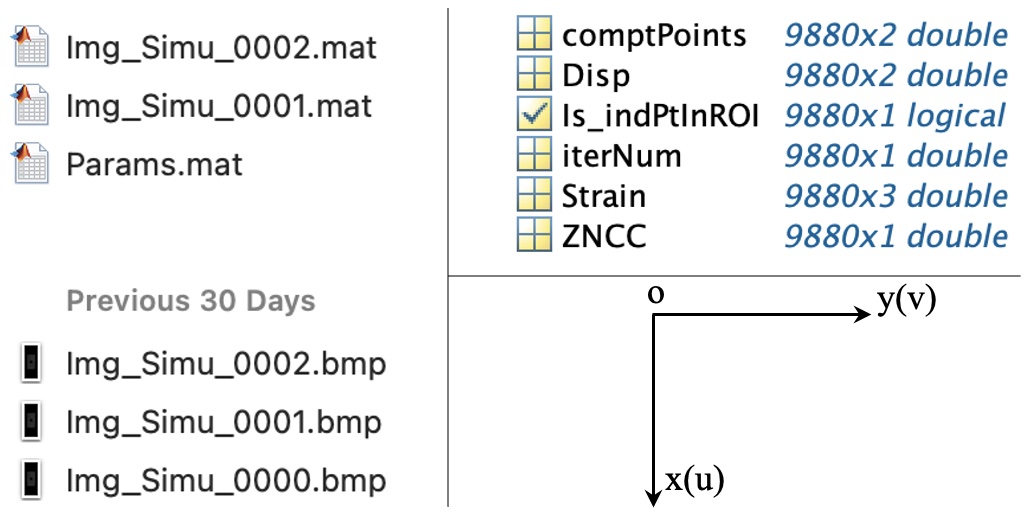 Img_Simu_0002.mat
Img_Simu_0001.mat
Params.mat
Previous 30 Days
Img_Simu_0002.bmp
Img_Simu_0001.bmp
Img_Simu_0000.bmp
comptPoints 9880x2 double
Disp 9880x2 double
Is_indPtInROI 9880x1 logical
iterNum 9880x1 double
Strain 9880x3 double
ZNCC 9880x1 double
o
y(v)
x(u)